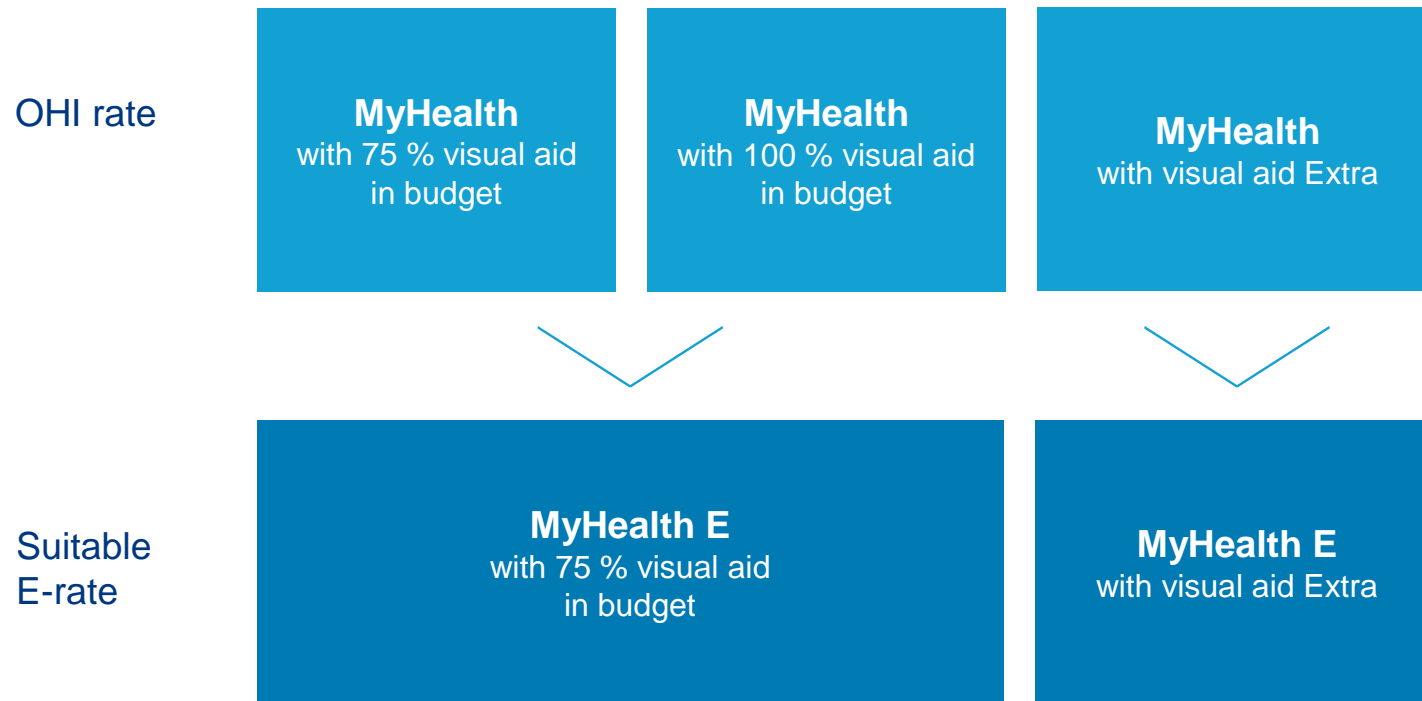 OHI rate
MyHealth
with 75 % visual aid
in budget
MyHealth
with 100 % visual aid
in budget
MyHealth
with visual aid Extra
Suitable
E-rate
MyHealth E
with 75 % visual aid
in budget
MyHealth E
with visual aid Extra